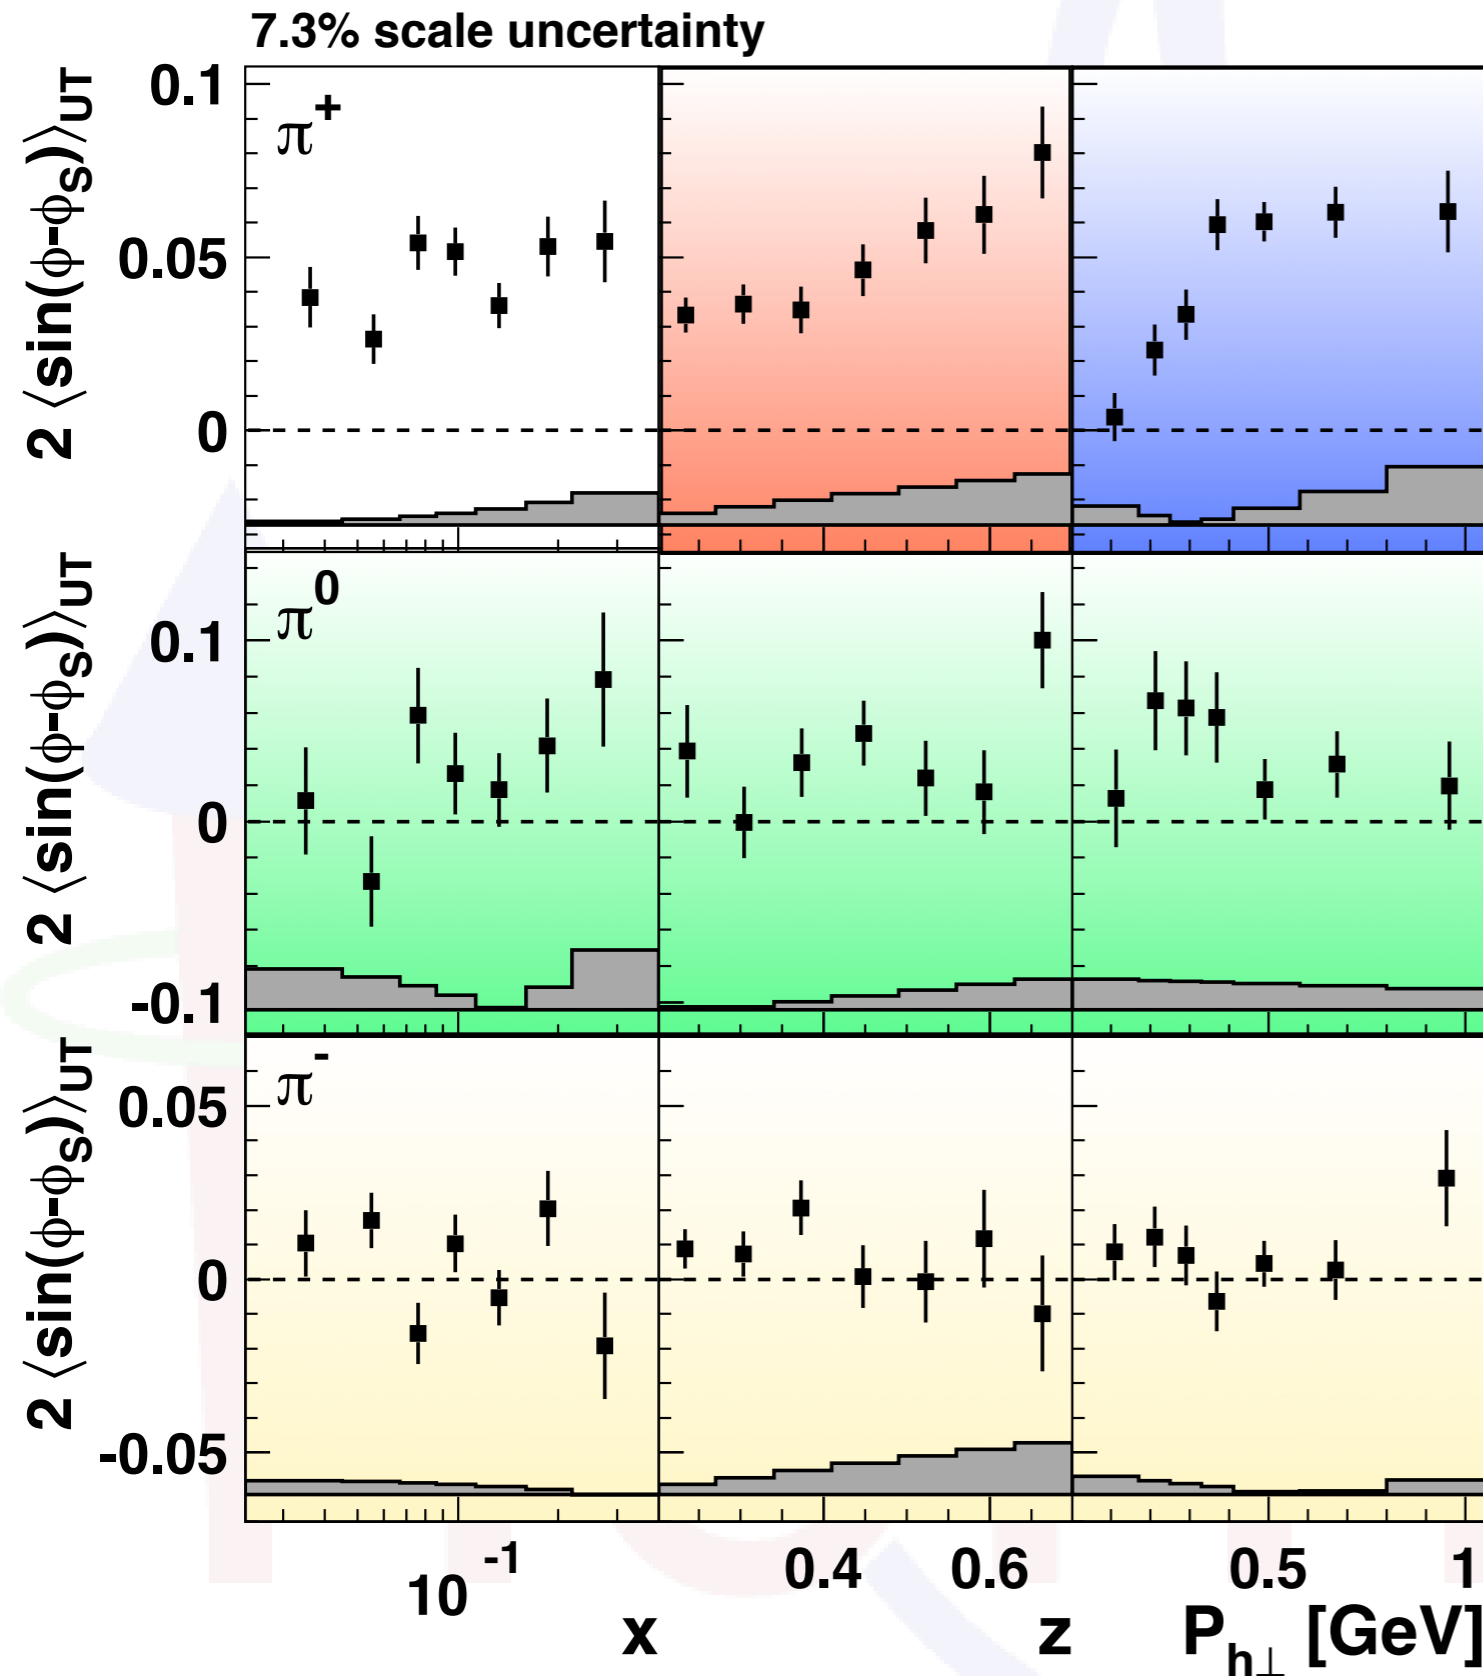 7.3% scale uncertainty
2 ⟨sin(ϕ-ϕS)⟩UT
0.1
0.05
0
π+
2 ⟨sin(ϕ-ϕS)⟩UT
0.1
0
-0.1
π0
2 ⟨sin(ϕ-ϕS)⟩UT
0.05
0
-0.05
π-
10-1
0.4
0.6
0.5
1
x
z
Ph⊥ [GeV]